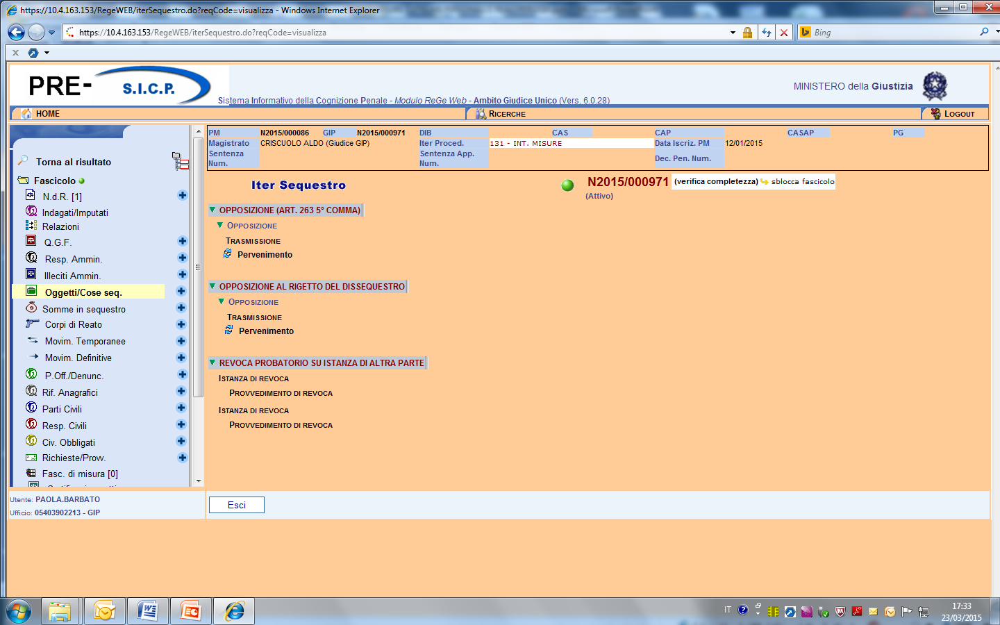 https://10.4.163.153/RegeWEB/iterSequestro.do?reqCode=visualizza - Windows Internet Explorer
https://10.4.163.153/RegeWEB/iterSequestro.do?reqCode=visualizza
Bing
PRE- S.I.C.P.
Sistema Informativo della Cognizione Penale - Modulo ReGe Web - Ambito Giudice Unico (Vers. 6.0.28)
MINISTERO della Giustizia
HOME
RICERCHE
LOGOUT
PM N2015/000086 GIP N2015/000971 DIB CAS CAP CASAP PG
Magistrato CRISCUOLO ALDO (Giudice GIP) Iter Proced. 131 - INT. MISURE Data Iscriz. PM 12/01/2015
Sentenza Num. Sentenza App. Num. Dec. Pen. Num.
Torna al risultato
Fascicolo
N.d.R. [1]
Indagati/Imputati
Relazioni
Q.G.F.
Resp. Ammin.
Illeciti Ammin.
Oggetti/Cose seq.
Somme in sequestro
Corpi di Reato
Movim. Temporanee
Movim. Definitive
P.Off./Denunc.
Rif. Anagrafici
Parti Civili
Resp. Civili
Civ. Obbligati
Richieste/Provv.
Fasc. di misura [0]
Utente: PAOLA.BARBATO
Ufficio: 05403902213 - GIP
Iter Sequestro
N2015/000971 (verifica completezza) sblocca fascicolo
(Attivo)
OPPOSIZIONE (ART. 263 5° COMMA)
OPPOSIZIONE
TRASMISSIONE
Pervenimento
OPPOSIZIONE AL RIGETTO DEL DISSEQUESTRO
OPPOSIZIONE
TRASMISSIONE
Pervenimento
REVOCA PROBATORIO SU ISTANZA DI ALTRA PARTE
ISTANZA DI REVOCA
PROVVEDIMENTO DI REVOCA
ISTANZA DI REVOCA
PROVVEDIMENTO DI REVOCA
Esci
IT
17:33
23/03/2015